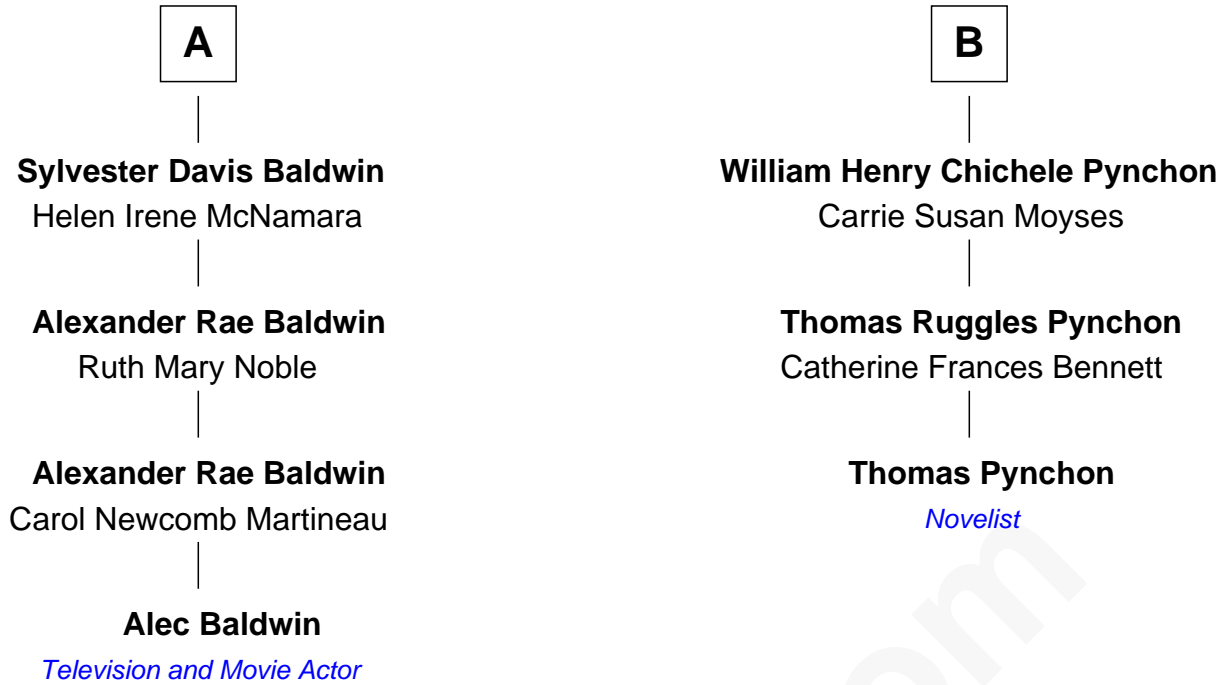 A
Sylvester Davis Baldwin
Helen Irene McNamara
Alexander Rae Baldwin
Ruth Mary Noble
Alexander Rae Baldwin
Carol Newcomb Martineau
Alec Baldwin
Television and Movie Actor
B
William Henry Chichele Pynchon
Carrie Susan Moyses
Thomas Ruggles Pynchon
Catherine Frances Bennett
Thomas Pynchon
Novelist
om